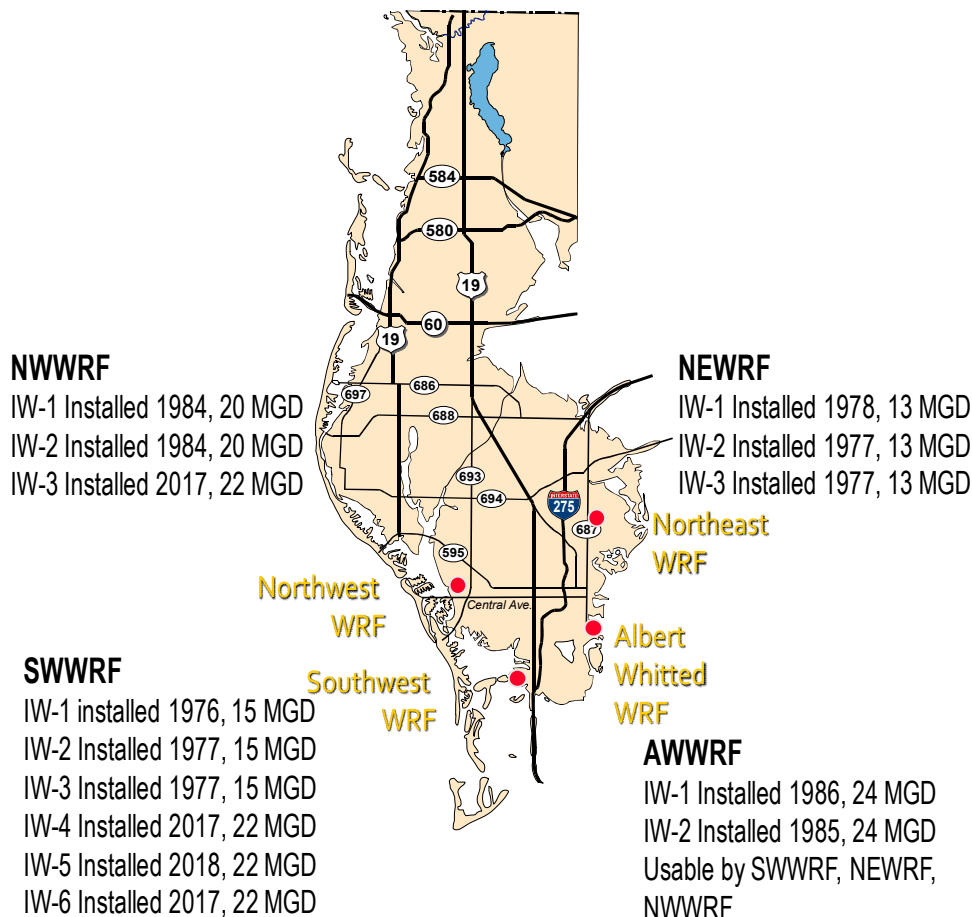 584
580
19
60
19
NWWRF
IW-1 Installed 1984, 20 MGD
IW-2 Installed 1984, 20 MGD
IW-3 Installed 2017, 22 MGD
NEWRF
IW-1 Installed 1978, 13 MGD
IW-2 Installed 1977, 13 MGD
IW-3 Installed 1977, 13 MGD
686
697
688
693
694
INTERSTATE
275
687
Northeast
WRF
595
Northwest
WRF
Central Ave.
Albert
Whitted
WRF
Southwest
WRF
SWWRF
IW-1 installed 1976, 15 MGD
IW-2 Installed 1977, 15 MGD
IW-3 Installed 1977, 15 MGD
IW-4 Installed 2017, 22 MGD
IW-5 Installed 2018, 22 MGD
IW-6 Installed 2017, 22 MGD
AWWRF
IW-1 Installed 1986, 24 MGD
IW-2 Installed 1985, 24 MGD
Usable by SWWRF, NEWRF,
NWWRF